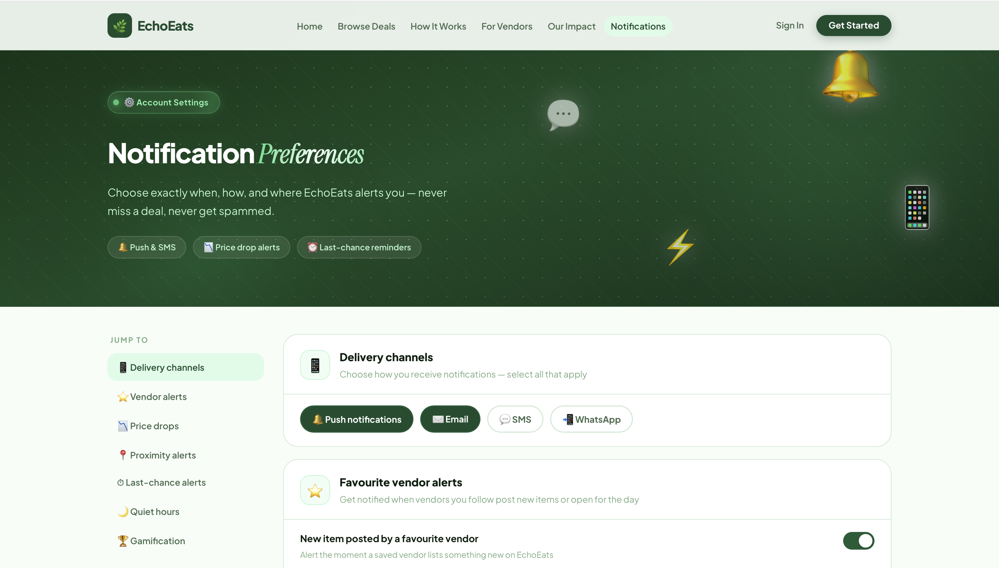 EchoEats
Home
Browse Deals
How It Works
For Vendors
Our Impact
Notifications
Sign In
Get Started
Account Settings
Notification Preferences
Choose exactly when, how, and where EchoEats alerts you — never
miss a deal, never get spammed.
Push & SMS
Price drop alerts
Last-chance reminders
JUMP TO
Delivery channels
Vendor alerts
Price drops
Proximity alerts
Last-chance alerts
Quiet hours
Gamification
Delivery channels
Choose how you receive notifications — select all that apply
Push notifications
Email
SMS
WhatsApp
Favourite vendor alerts
Get notified when vendors you follow post new items or open for the day
New item posted by a favourite vendor
Alert the moment a saved vendor lists something new on EchoEats